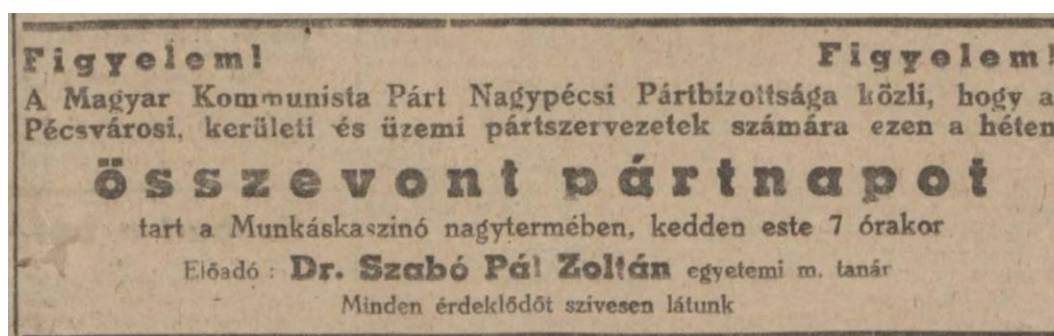 Figyelem! Figyelem!
A Magyar Kommunista Párt Nagypécsi Pártbizottsága közli, hogy a
Pécsvárosi, kerületi és üzemi pártszervezetek számára ezen a héten
összevont pártnapot
tart a Munkáskaszinó nagytermében, kedden este 7 órakor
Előadó: Dr. Szabó Pál Zoltán egyetemi m. tanár
Minden érdeklődőt szivesen látunk